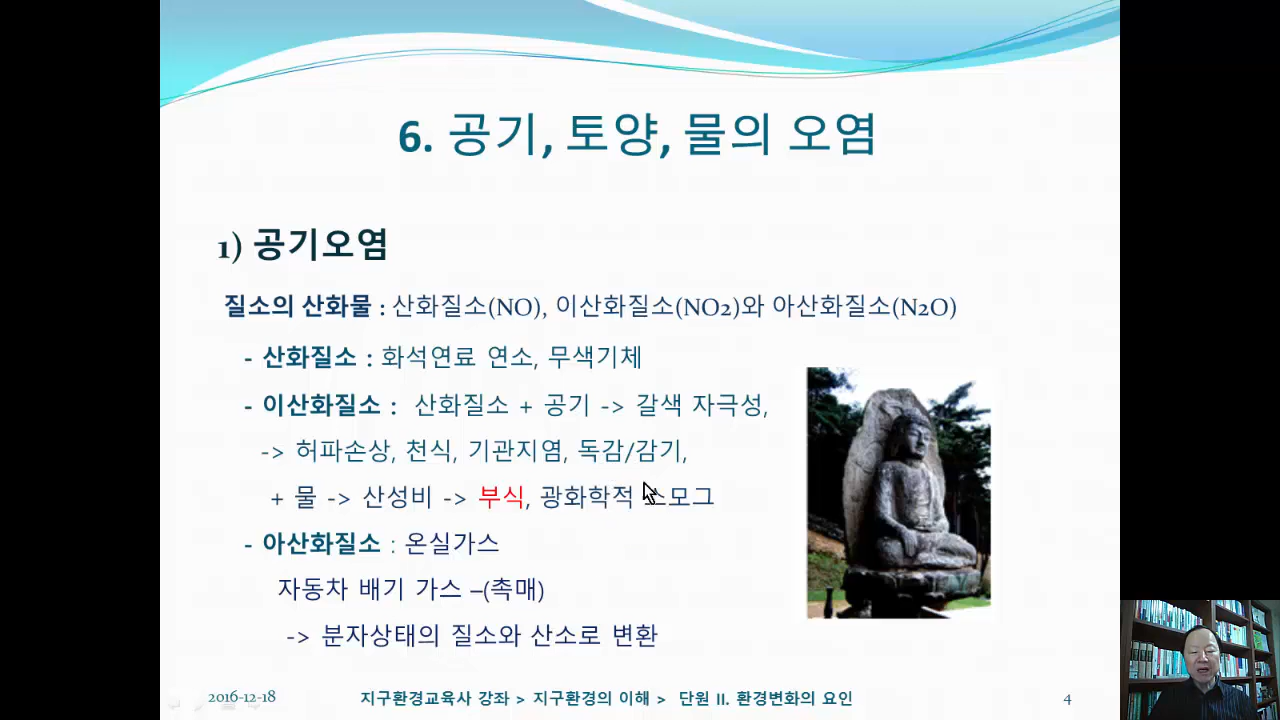 6. 공기, 토양, 물의 오염
1) 공기오염
질소의 산화물 : 산화질소(NO), 이산화질소(NO2)와 아산화질소(N2O)
- 산화질소 : 화석연료 연소, 무색기체
- 이산화질소 : 산화질소 + 공기 -> 갈색 자극성,
-> 허파손상, 천식, 기관지염, 독감/감기,
+ 물 -> 산성비 -> 부식, 광화학적 스모그
- 아산화질소 : 온실가스
자동차 배기 가스 –(촉매)
-> 분자상태의 질소와 산소로 변환
2016-12-18 지구환경교육사 강좌 > 지구환경의 이해 > 단원 II. 환경변화의 요인 4